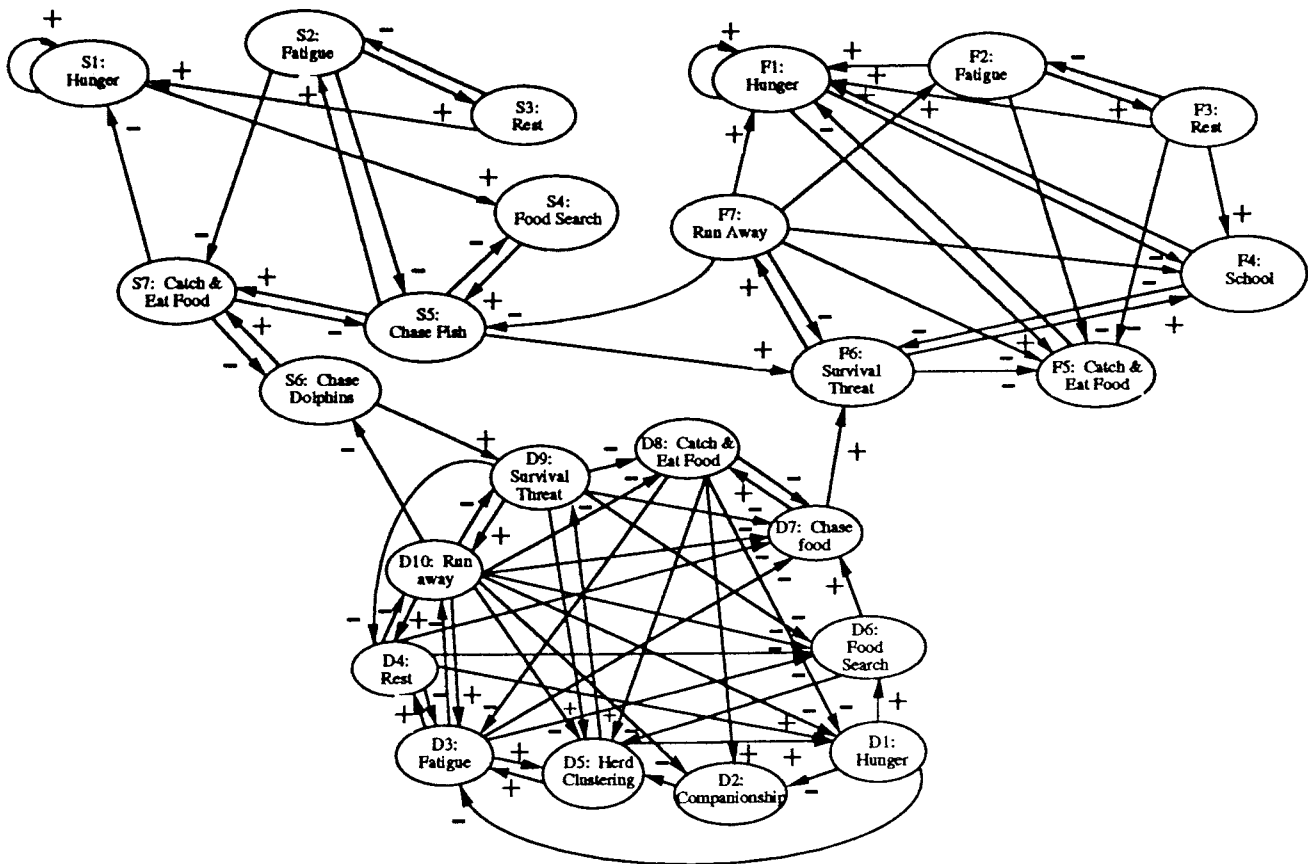 S1:
Hunger
S2:
Fatigue
S3:
Rest
S4:
Food Search
S7: Catch &
Eat Food
S5:
Chase Fish
S6: Chase
Dolphins
F1:
Hunger
F2:
Fatigue
F3:
Rest
F7:
Run Away
F4:
School
F6:
Survival
Threat
F5: Catch &
Eat Food
D9:
Survival
Threat
D8: Catch &
Eat Food
D7: Chase
food
D10: Run
away
D6:
Food
Search
D4:
Rest
D3:
Fatigue
D5: Herd
Clustering
D2:
Companionship
D1:
Hunger